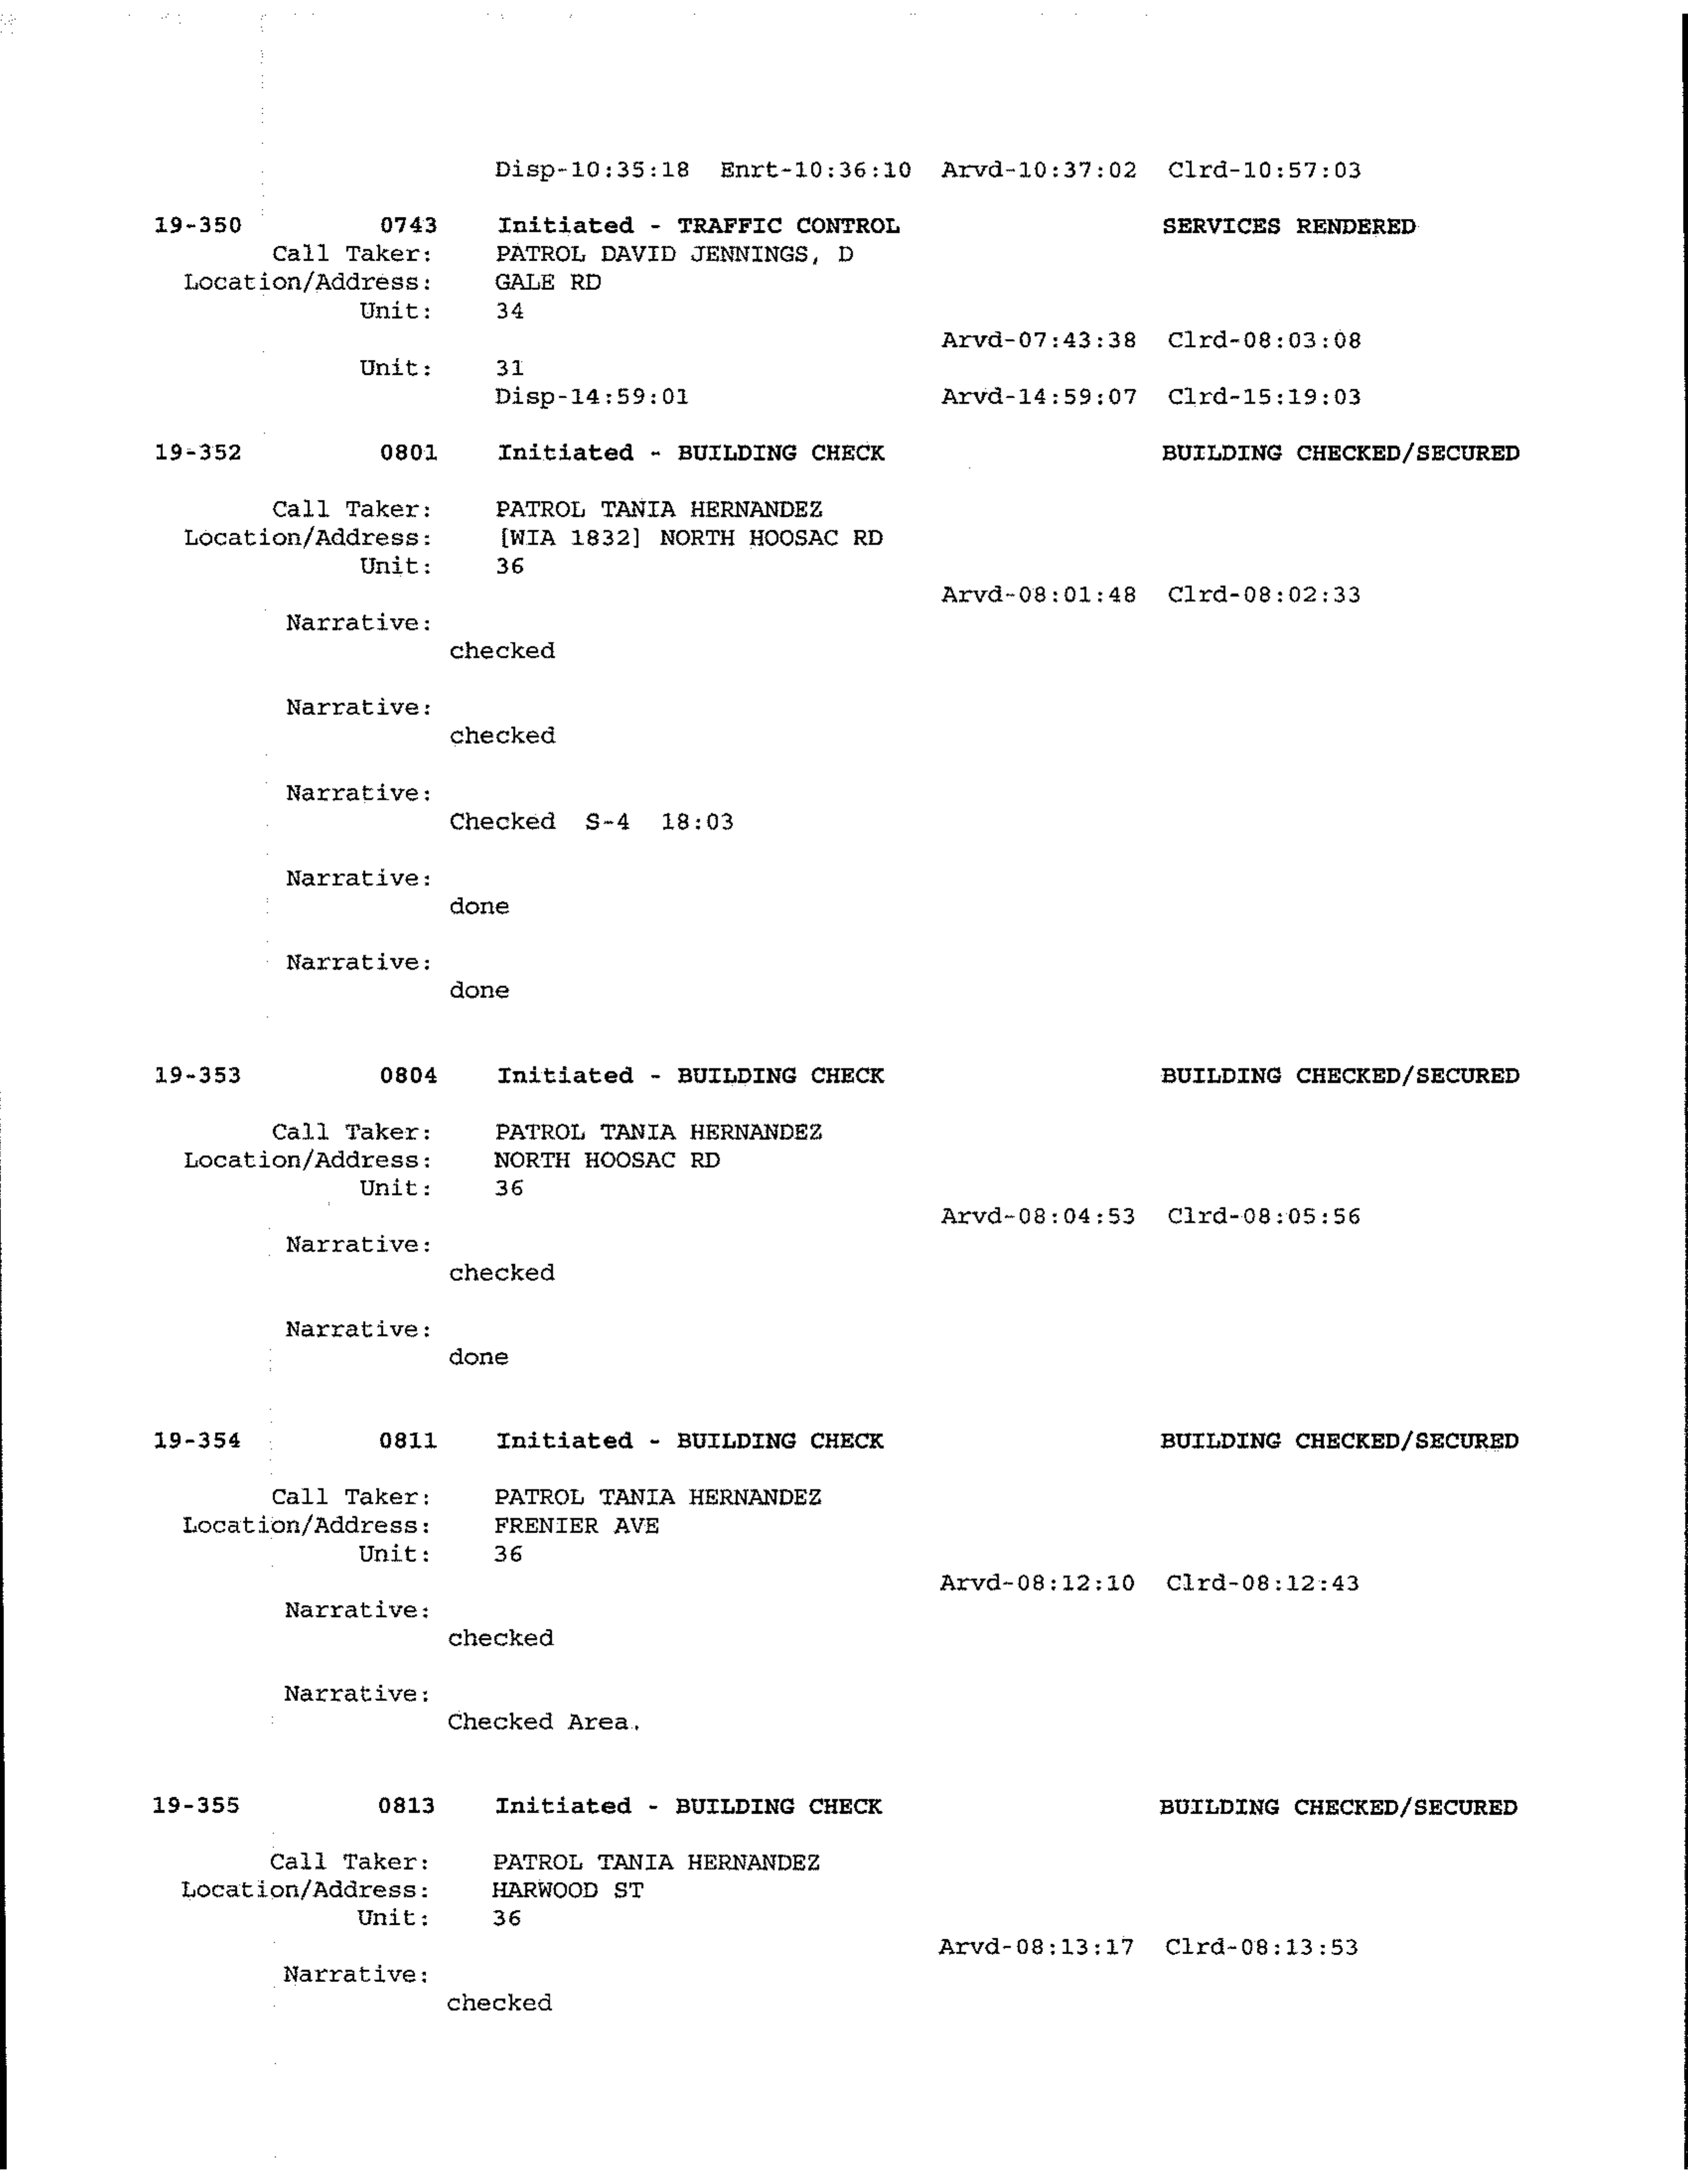 Disp-10:35:18 Enrt-10:36:10 Arvd-10:37:02 Clrd-10:57:03
19-350 0743 Initiated - TRAFFIC CONTROL SERVICES RENDERED
Call Taker: PATROL DAVID JENNINGS, D
Location/Address: GALE RD
Unit: 34
Arvd-07:43:38 Clrd-08:03:08
Unit: 31
Disp-14:59:01 Arvd-14:59:07 Clrd-15:19:03
19-352 0801 Initiated - BUILDING CHECK BUILDING CHECKED/SECURED
Call Taker: PATROL TANIA HERNANDEZ
Location/Address: [WIA 1832] NORTH HOOSAC RD
Unit: 36
Arvd-08:01:48 Clrd-08:02:33
Narrative:
checked
Narrative:
checked
Narrative:
Checked S-4 18:03
Narrative:
done
Narrative:
done
19-353 0804 Initiated - BUILDING CHECK BUILDING CHECKED/SECURED
Call Taker: PATROL TANIA HERNANDEZ
Location/Address: NORTH HOOSAC RD
Unit: 36
Arvd-08:04:53 Clrd-08:05:56
Narrative:
checked
Narrative:
done
19-354 0811 Initiated - BUILDING CHECK BUILDING CHECKED/SECURED
Call Taker: PATROL TANIA HERNANDEZ
Location/Address: FRENIER AVE
Unit: 36
Arvd-08:12:10 Clrd-08:12:43
Narrative:
checked
Narrative:
Checked Area.
19-355 0813 Initiated - BUILDING CHECK BUILDING CHECKED/SECURED
Call Taker: PATROL TANIA HERNANDEZ
Location/Address: HARWOOD ST
Unit: 36
Arvd-08:13:17 Clrd-08:13:53
Narrative:
checked